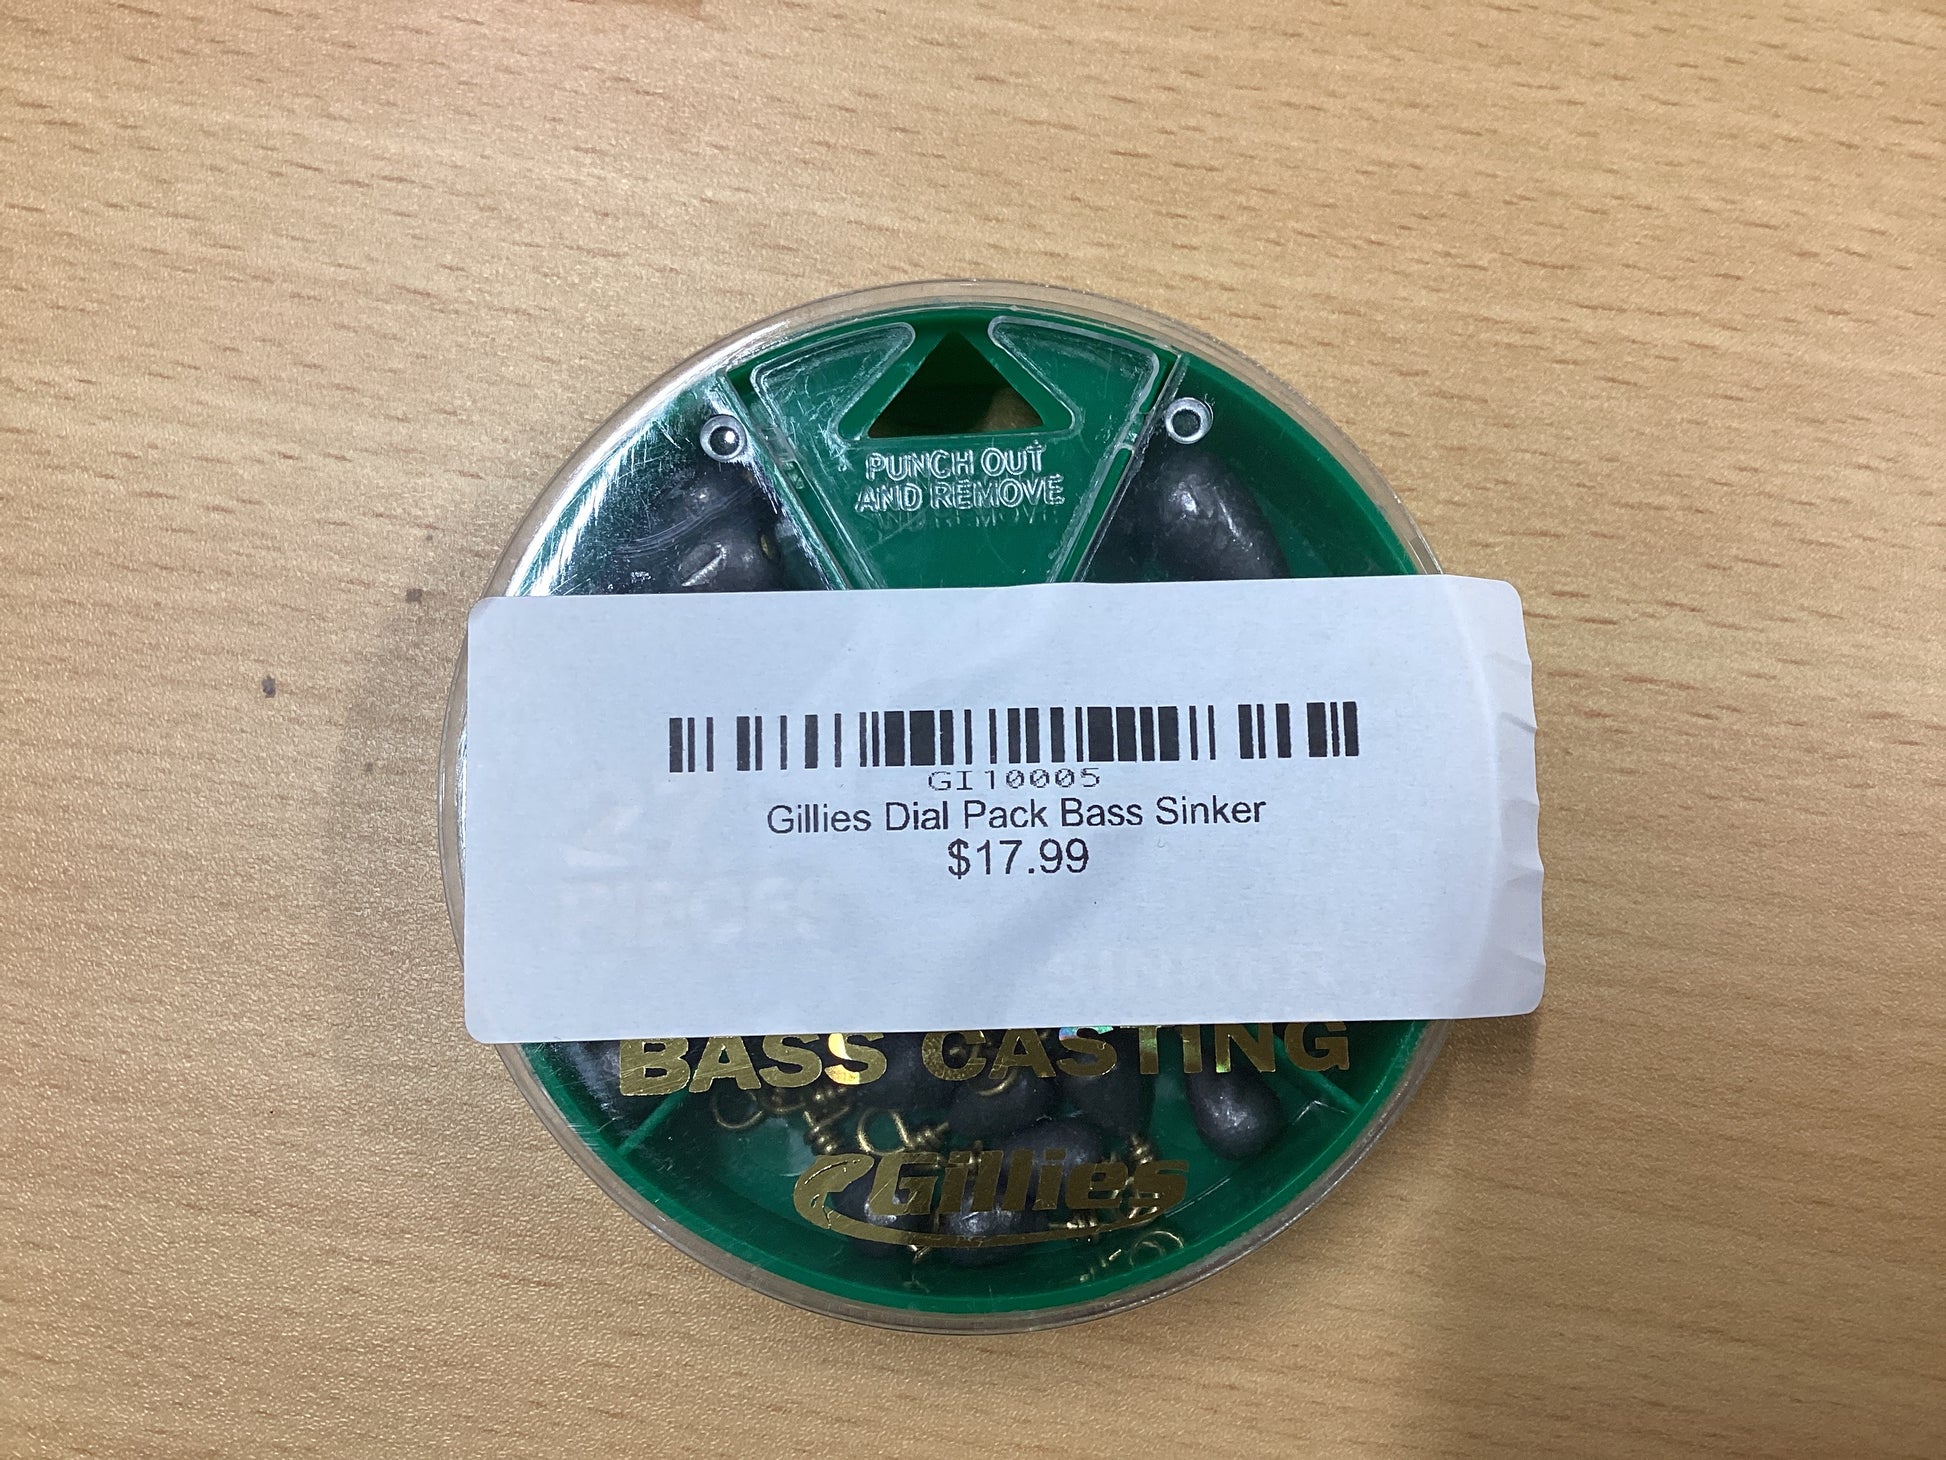 PUNCH OUT
AND REMOVE
GI10005
Gillies Dial Pack Bass Sinker
$17.99
BASS CASTING
Gillies